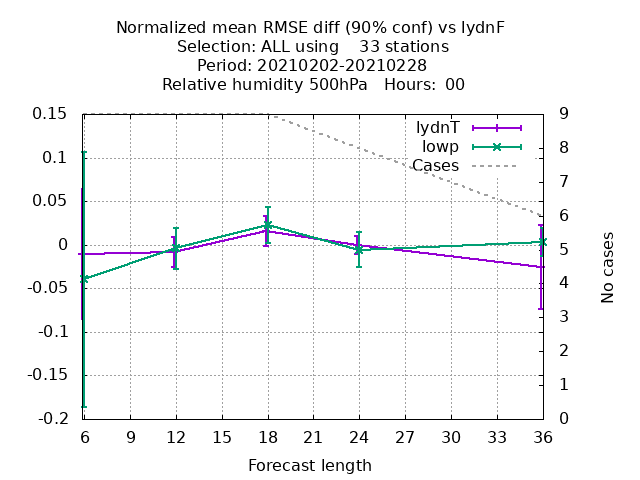 Normalized mean RMSE diff (90% conf) vs lydnF
Selection: ALL using    33 stations
Period: 20210202-20210228
Relative humidity 500hPa   Hours:  00
lydnT
lowp
Cases
0.15
0.1
0.05
0
-0.05
-0.1
-0.15
-0.2
9
8
7
6
5
4
3
2
1
0
No cases
6 9 12 15 18 21 24 27 30 33 36
Forecast length